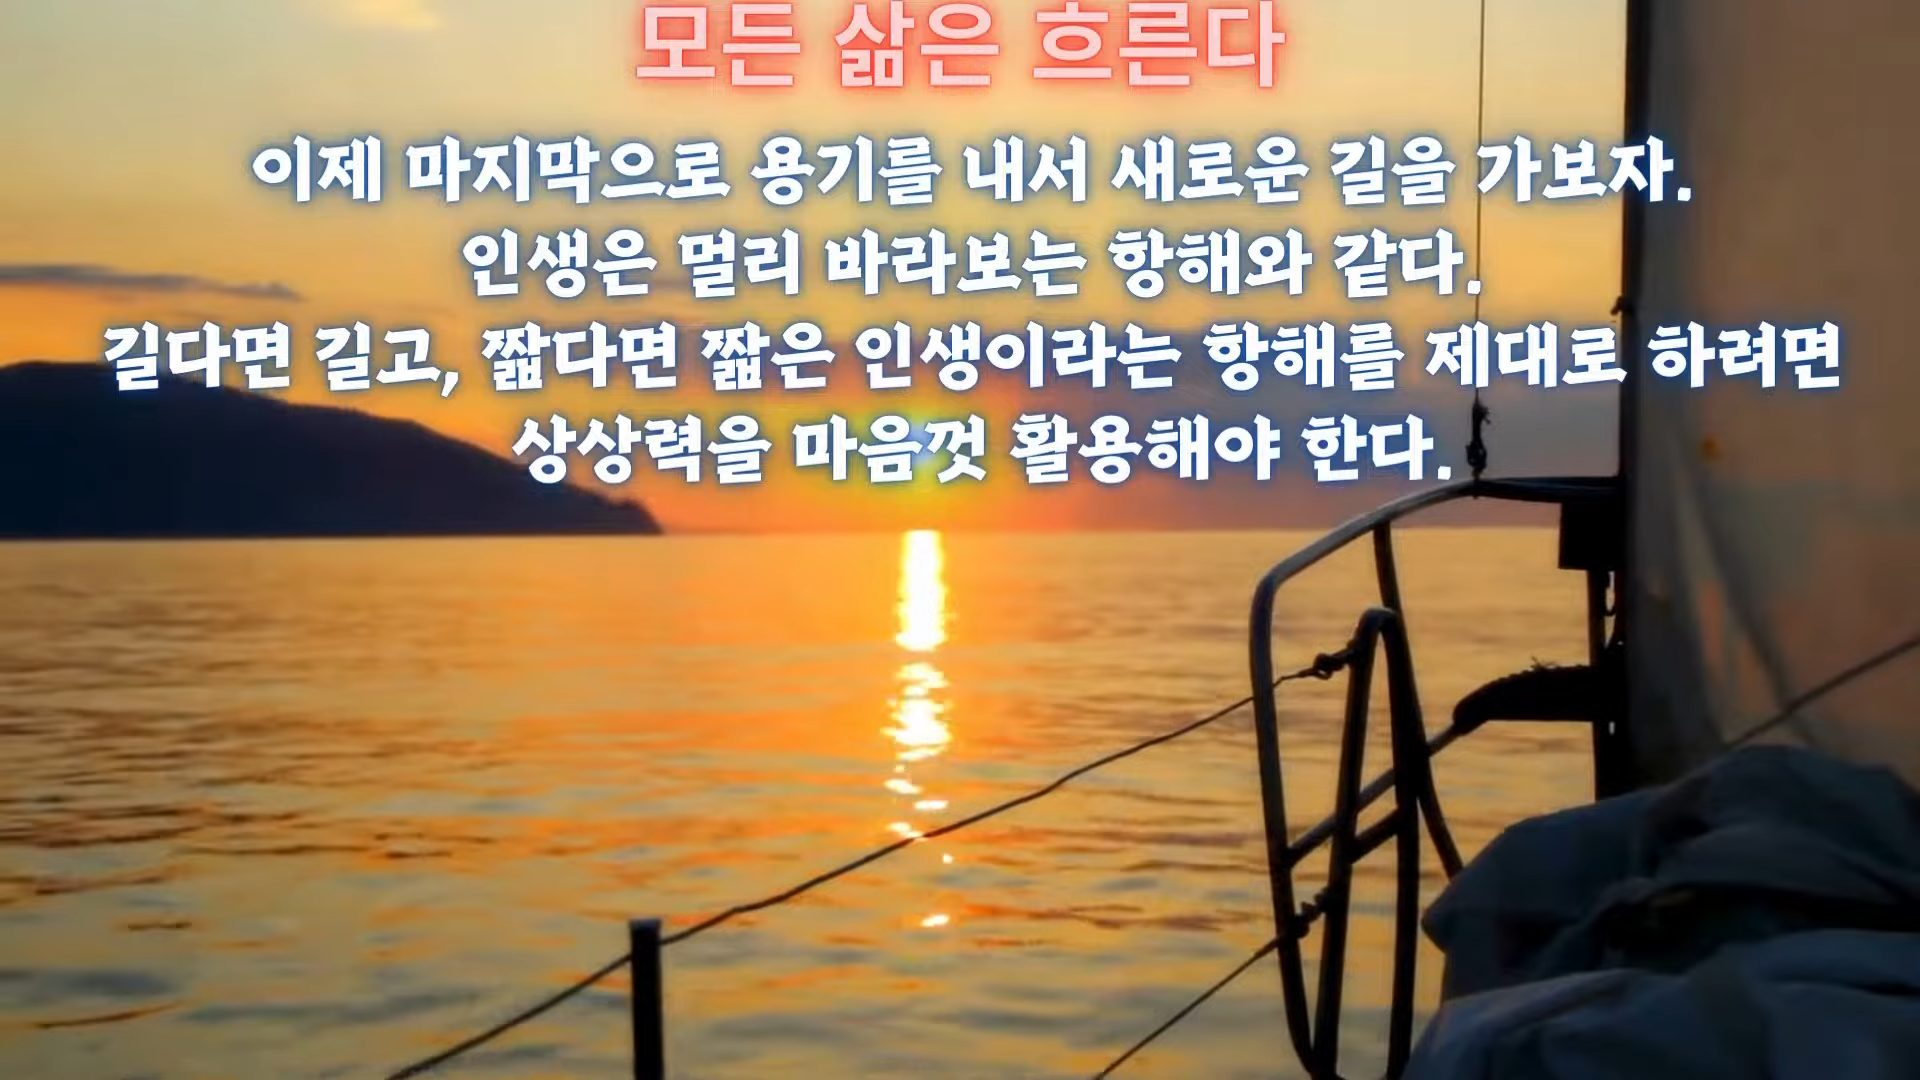 모든 삶은 흐른다
이제 마지막으로 용기를 내서 새로운 길을 가보자.
인생은 멀리 바라보는 항해와 같다.
길다면 길고, 짧다면 짧은 인생이라는 항해를 제대로 하려면
상상력을 마음껏 활용해야 한다.